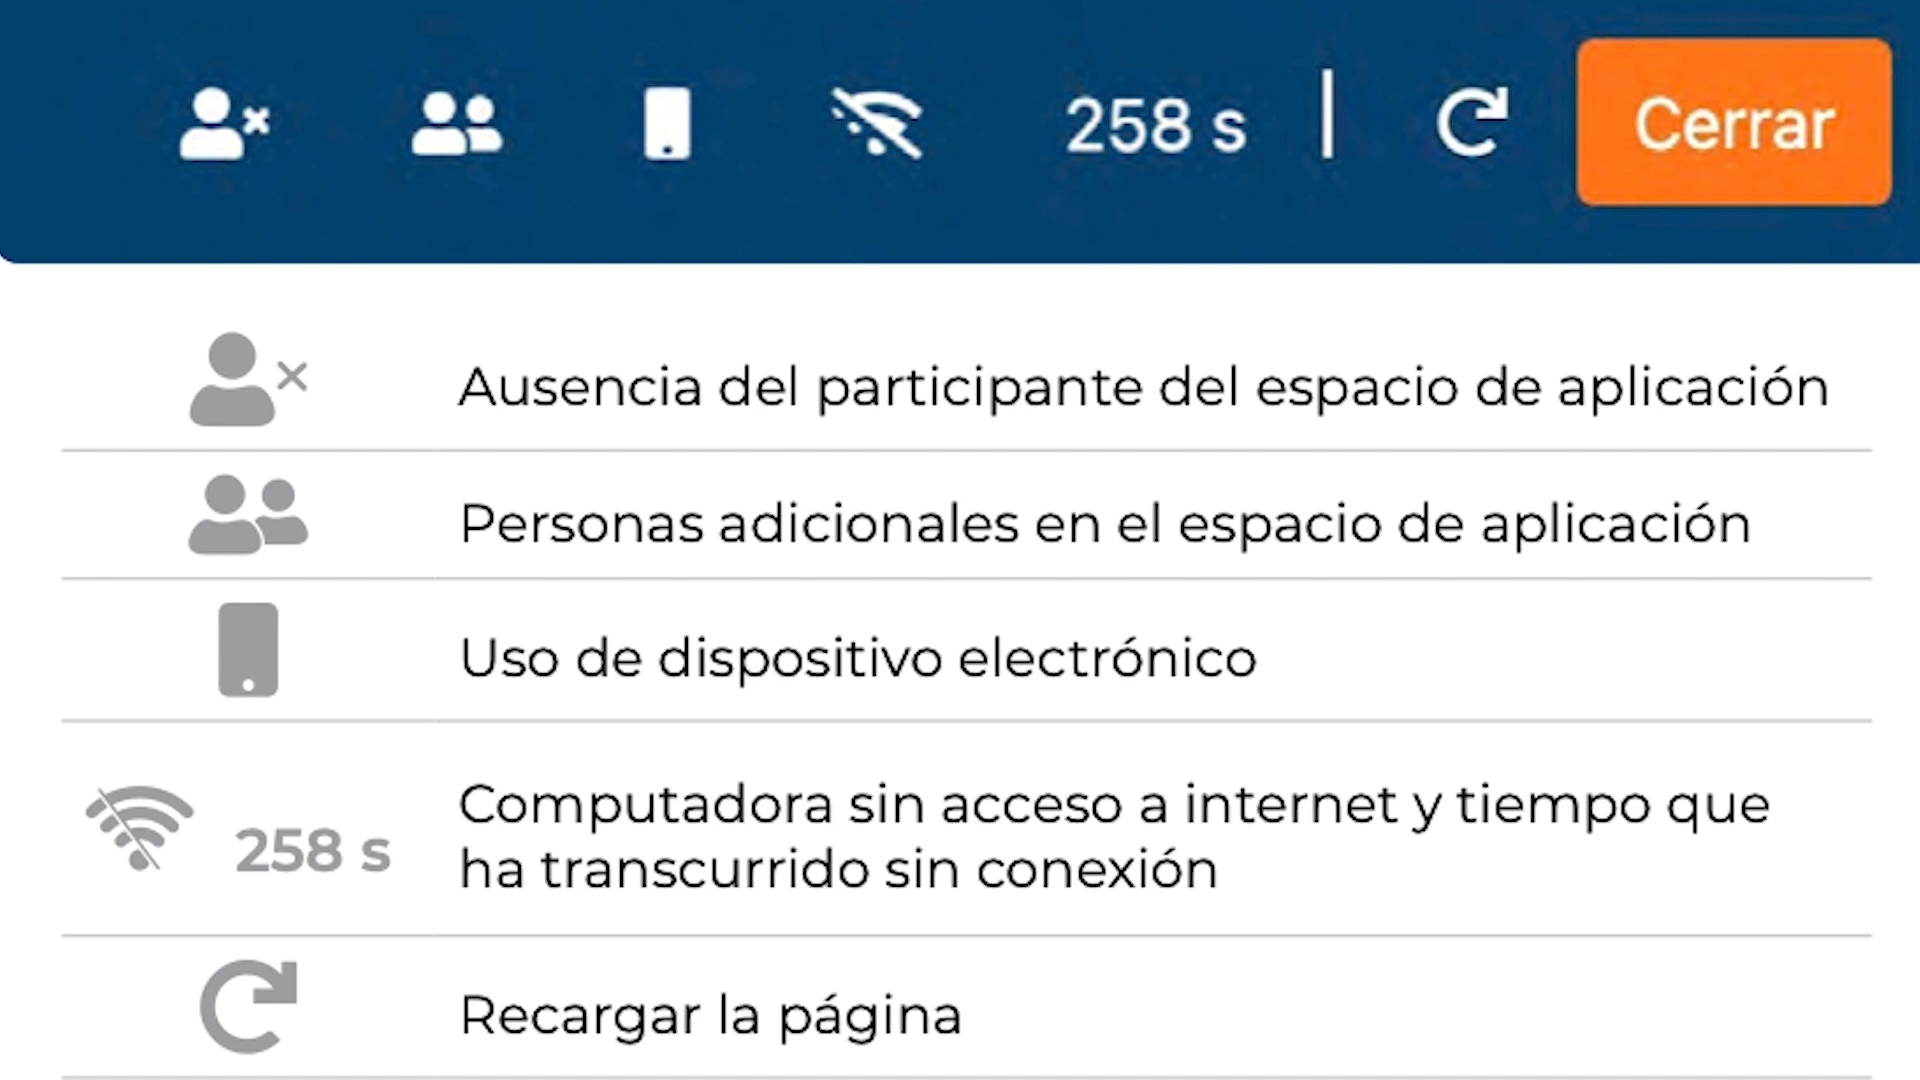 258 s
Cerrar
Ausencia del participante del espacio de aplicación
Personas adicionales en el espacio de aplicación
Uso de dispositivo electrónico
258 s
Computadora sin acceso a internet y tiempo que
ha transcurrido sin conexión
Recargar la página